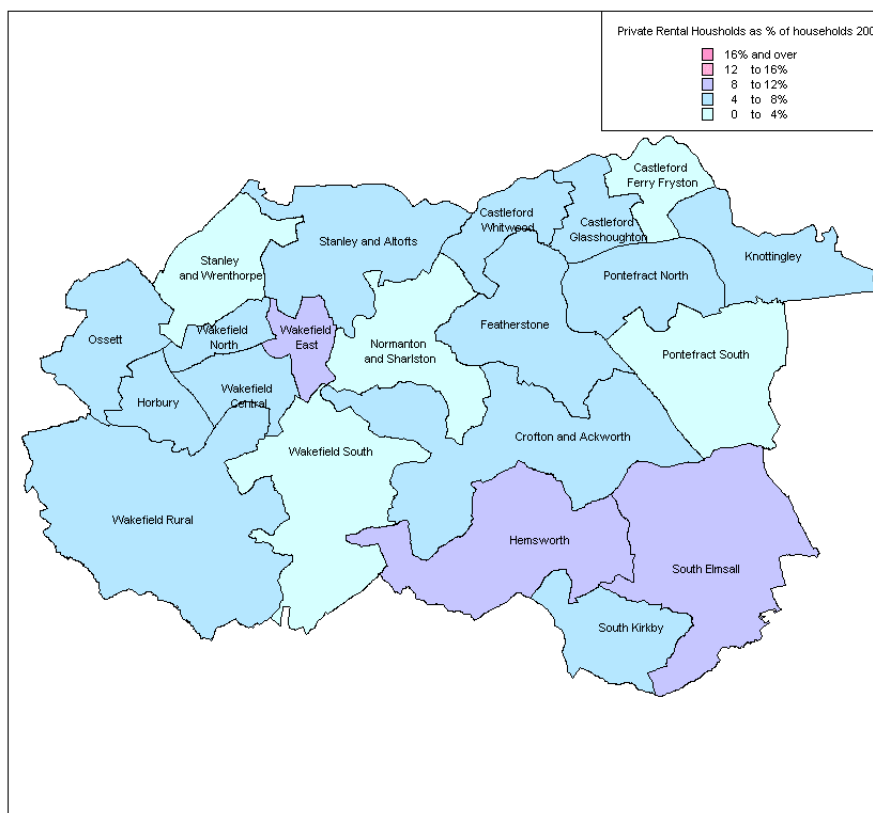 Private Rental Housholds as % of households 200
16% and over
12 to 16%
8 to 12%
4 to 8%
0 to 4%
Castleford
Ferry Fryston
Castleford
Whitwood
Castleford
Glasshoughton
Stanley and Altofts
Knottingley
Stanley
and Wrenthorpe
Pontefract North
Ossett
Wakefield
North
Wakefield
East
Featherstone
Normanton
and Sharlston
Pontefract South
Horbury
Wakefield
Central
Crofton and Ackworth
Wakefield South
Wakefield Rural
Hemsworth
South Elmsall
South Kirkby